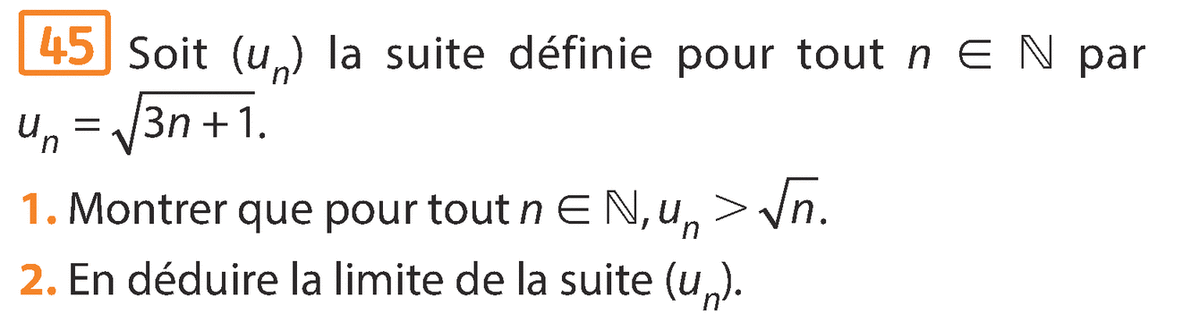 45 Soit (uₙ) la suite définie pour tout n ∈ ℕ par
uₙ = √(3n + 1).
1. Montrer que pour tout n ∈ ℕ, uₙ > √n.
2. En déduire la limite de la suite (uₙ).